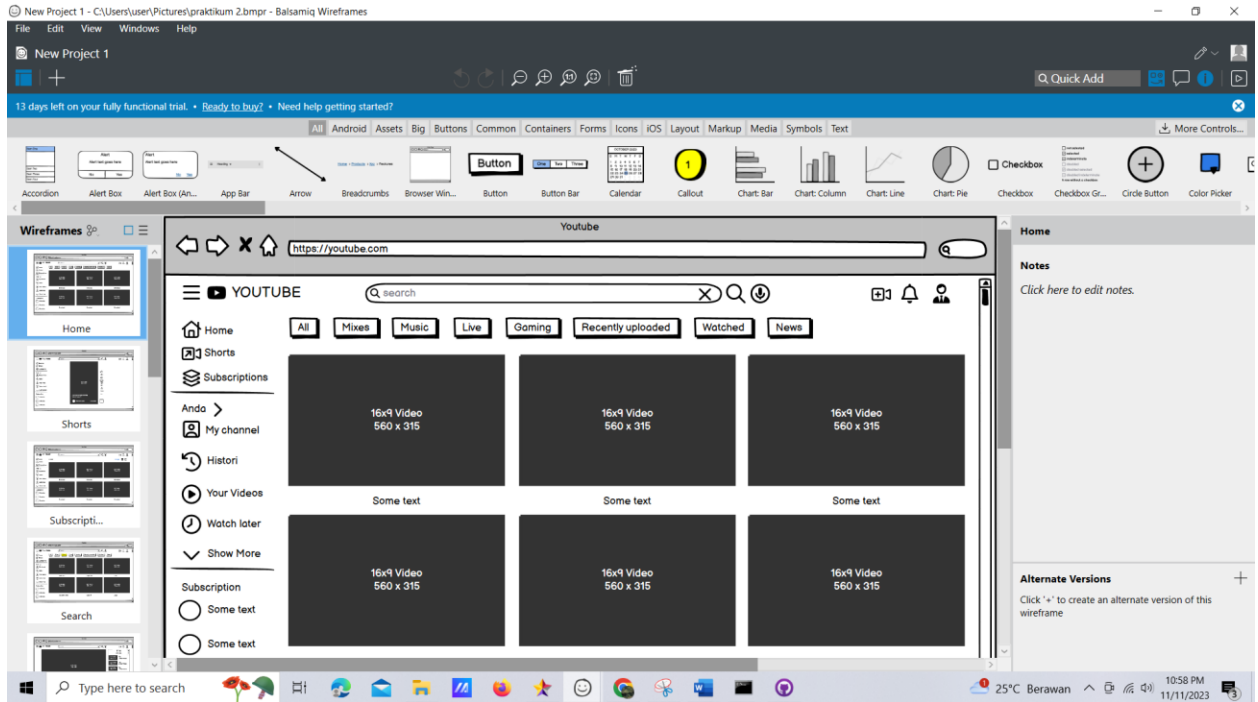 New Project 1 - C:\Users\user\Pictures\praktikum 2.bmpr - Balsamiq Wireframes
File Edit View Windows Help
New Project 1
Quick Add
13 days left on your fully functional trial. • Ready to buy? • Need help getting started?
All Android Assets Big Buttons Common Containers Forms Icons iOS Layout Markup Media Symbols Text
More Controls...
Button
One Two Three
1
Checkbox
Accordion Alert Box Alert Box (An... App Bar Arrow Breadcrumbs Browser Win... Button Button Bar Calendar Callout Chart: Bar Chart: Column Chart: Line Chart: Pie Checkbox Checkbox Gr... Circle Button Color Picker
Wireframes
Home
Shorts
Subscripti...
Search
Youtube
https://youtube.com
YOUTUBE
search
Home
Shorts
Subscriptions
All Mixes Music Live Gaming Recently uploaded Watched News
Anda
My channel
Histori
Your Videos
Watch later
Show More
Subscription
Some text
Some text
16x9 Video
560 x 315
16x9 Video
560 x 315
16x9 Video
560 x 315
Some text Some text Some text
16x9 Video
560 x 315
16x9 Video
560 x 315
16x9 Video
560 x 315
Home
Notes
Click here to edit notes.
Alternate Versions
Click '+' to create an alternate version of this
wireframe
Type here to search
25°C Berawan
10:58 PM
11/11/2023